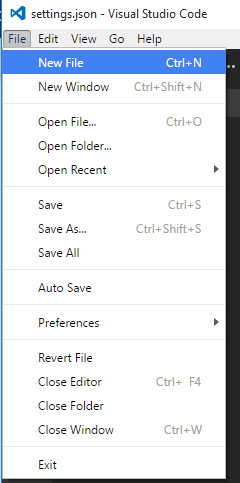 settings.json - Visual Studio Code
File Edit View Go Help
New File Ctrl+N
New Window Ctrl+Shift+N
Open File... Ctrl+O
Open Folder...
Open Recent
Save Ctrl+S
Save As... Ctrl+Shift+S
Save All
Auto Save
Preferences
Revert File
Close Editor Ctrl+ F4
Close Folder
Close Window Ctrl+W
Exit